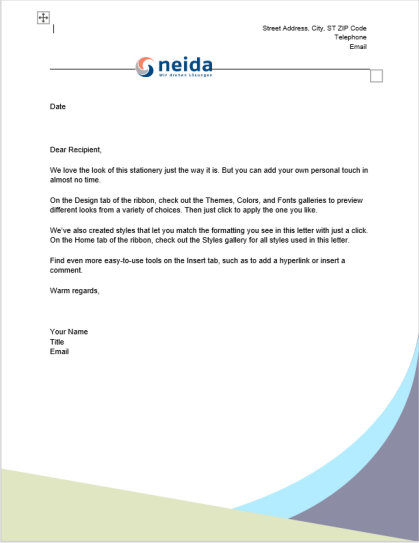 Street Address, City, ST ZIP Code
Telephone
Email
neida
Wir drehen Lösungen
Date
Dear Recipient,
We love the look of this stationery just the way it is. But you can add your own personal touch in
almost no time.
On the Design tab of the ribbon, check out the Themes, Colors, and Fonts galleries to preview
different looks from a variety of choices. Then just click to apply the one you like.
We've also created styles that let you match the formatting you see in this letter with just a click.
On the Home tab of the ribbon, check out the Styles gallery for all styles used in this letter.
Find even more easy-to-use tools on the Insert tab, such as to add a hyperlink or insert a
comment.
Warm regards,
Your Name
Title
Email